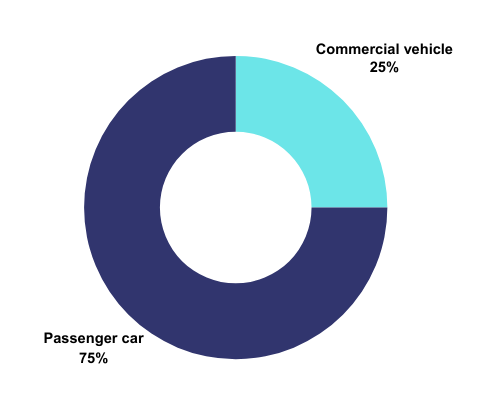 Commercial vehicle
25%
Passenger car
75%